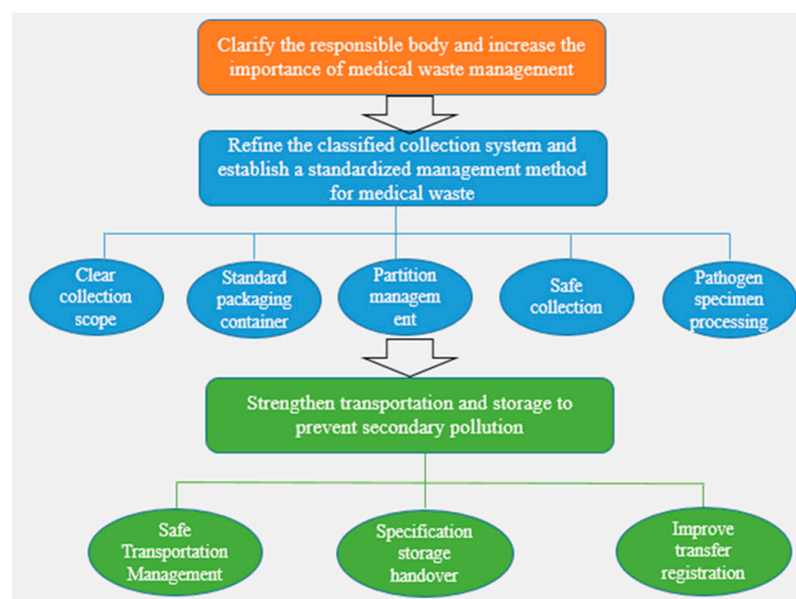 Clarify the responsible body and increase the
importance of medical waste management
Refine the classified collection system and
establish a standardized management method
for medical waste
Clear
collection
scope
Standard
packaging
container
Partition
managem
ent
Safe
collection
Pathogen
specimen
processing
Strengthen transportation and storage to
prevent secondary pollution
Safe
Transportation
Management
Specification
storage
handover
Improve
transfer
registration